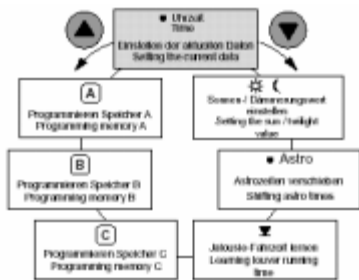 Uhrzeit
Time
Einstellen der aktuellen Daten
Setting the current data
A
Programmieren Speicher A
Programming memory A
Sonnen-/ Dämmerungswert
einstellen
Setting the sun / twilight
value
B
Programmieren Speicher B
Programming memory B
Astro
Astrozeiten verschieben
Shifting astro times
C
Programmieren Speicher C
Programming memory C
Jalousie-Fahrzeit lernen
Learning louver running
time